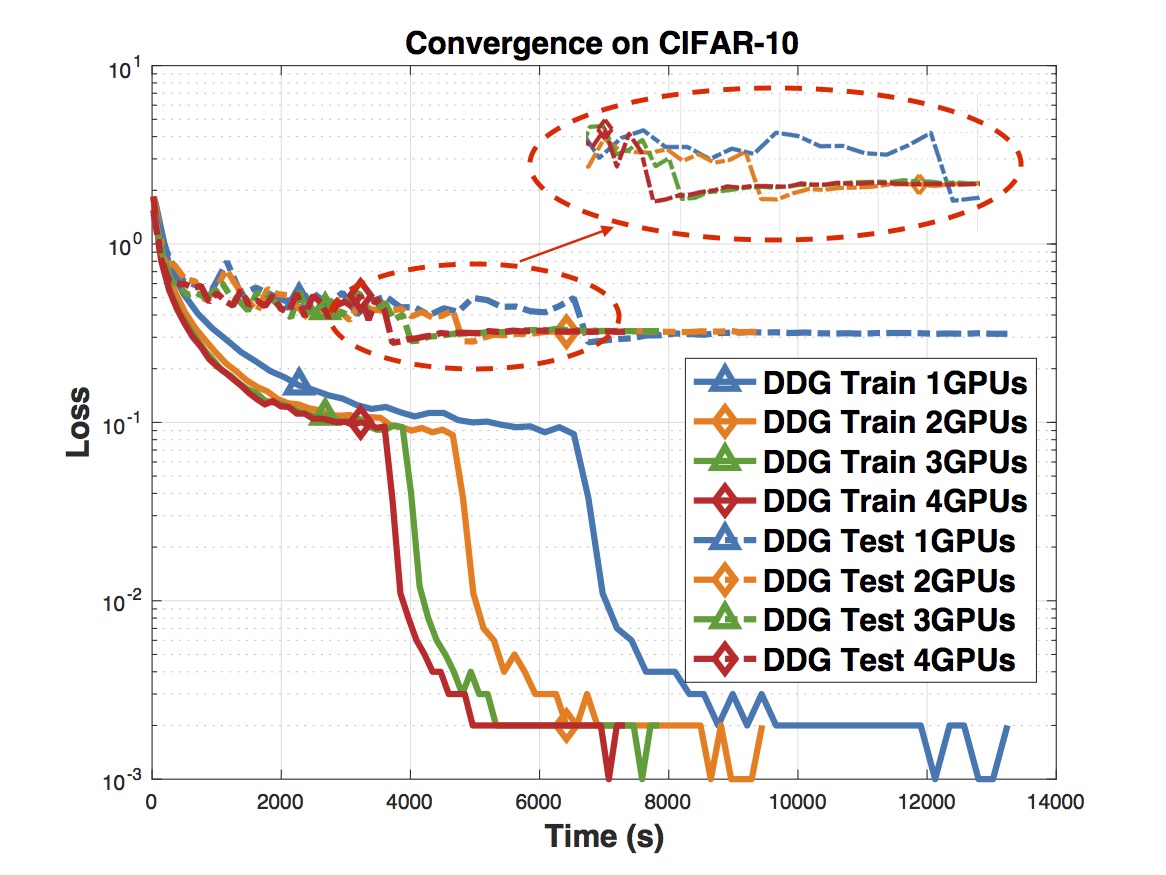 Convergence on CIFAR-10
10^1
10^0
10^-1
10^-2
10^-3
Loss
DDG Train 1GPUs
DDG Train 2GPUs
DDG Train 3GPUs
DDG Train 4GPUs
DDG Test 1GPUs
DDG Test 2GPUs
DDG Test 3GPUs
DDG Test 4GPUs
0 2000 4000 6000 8000 10000 12000 14000
Time (s)